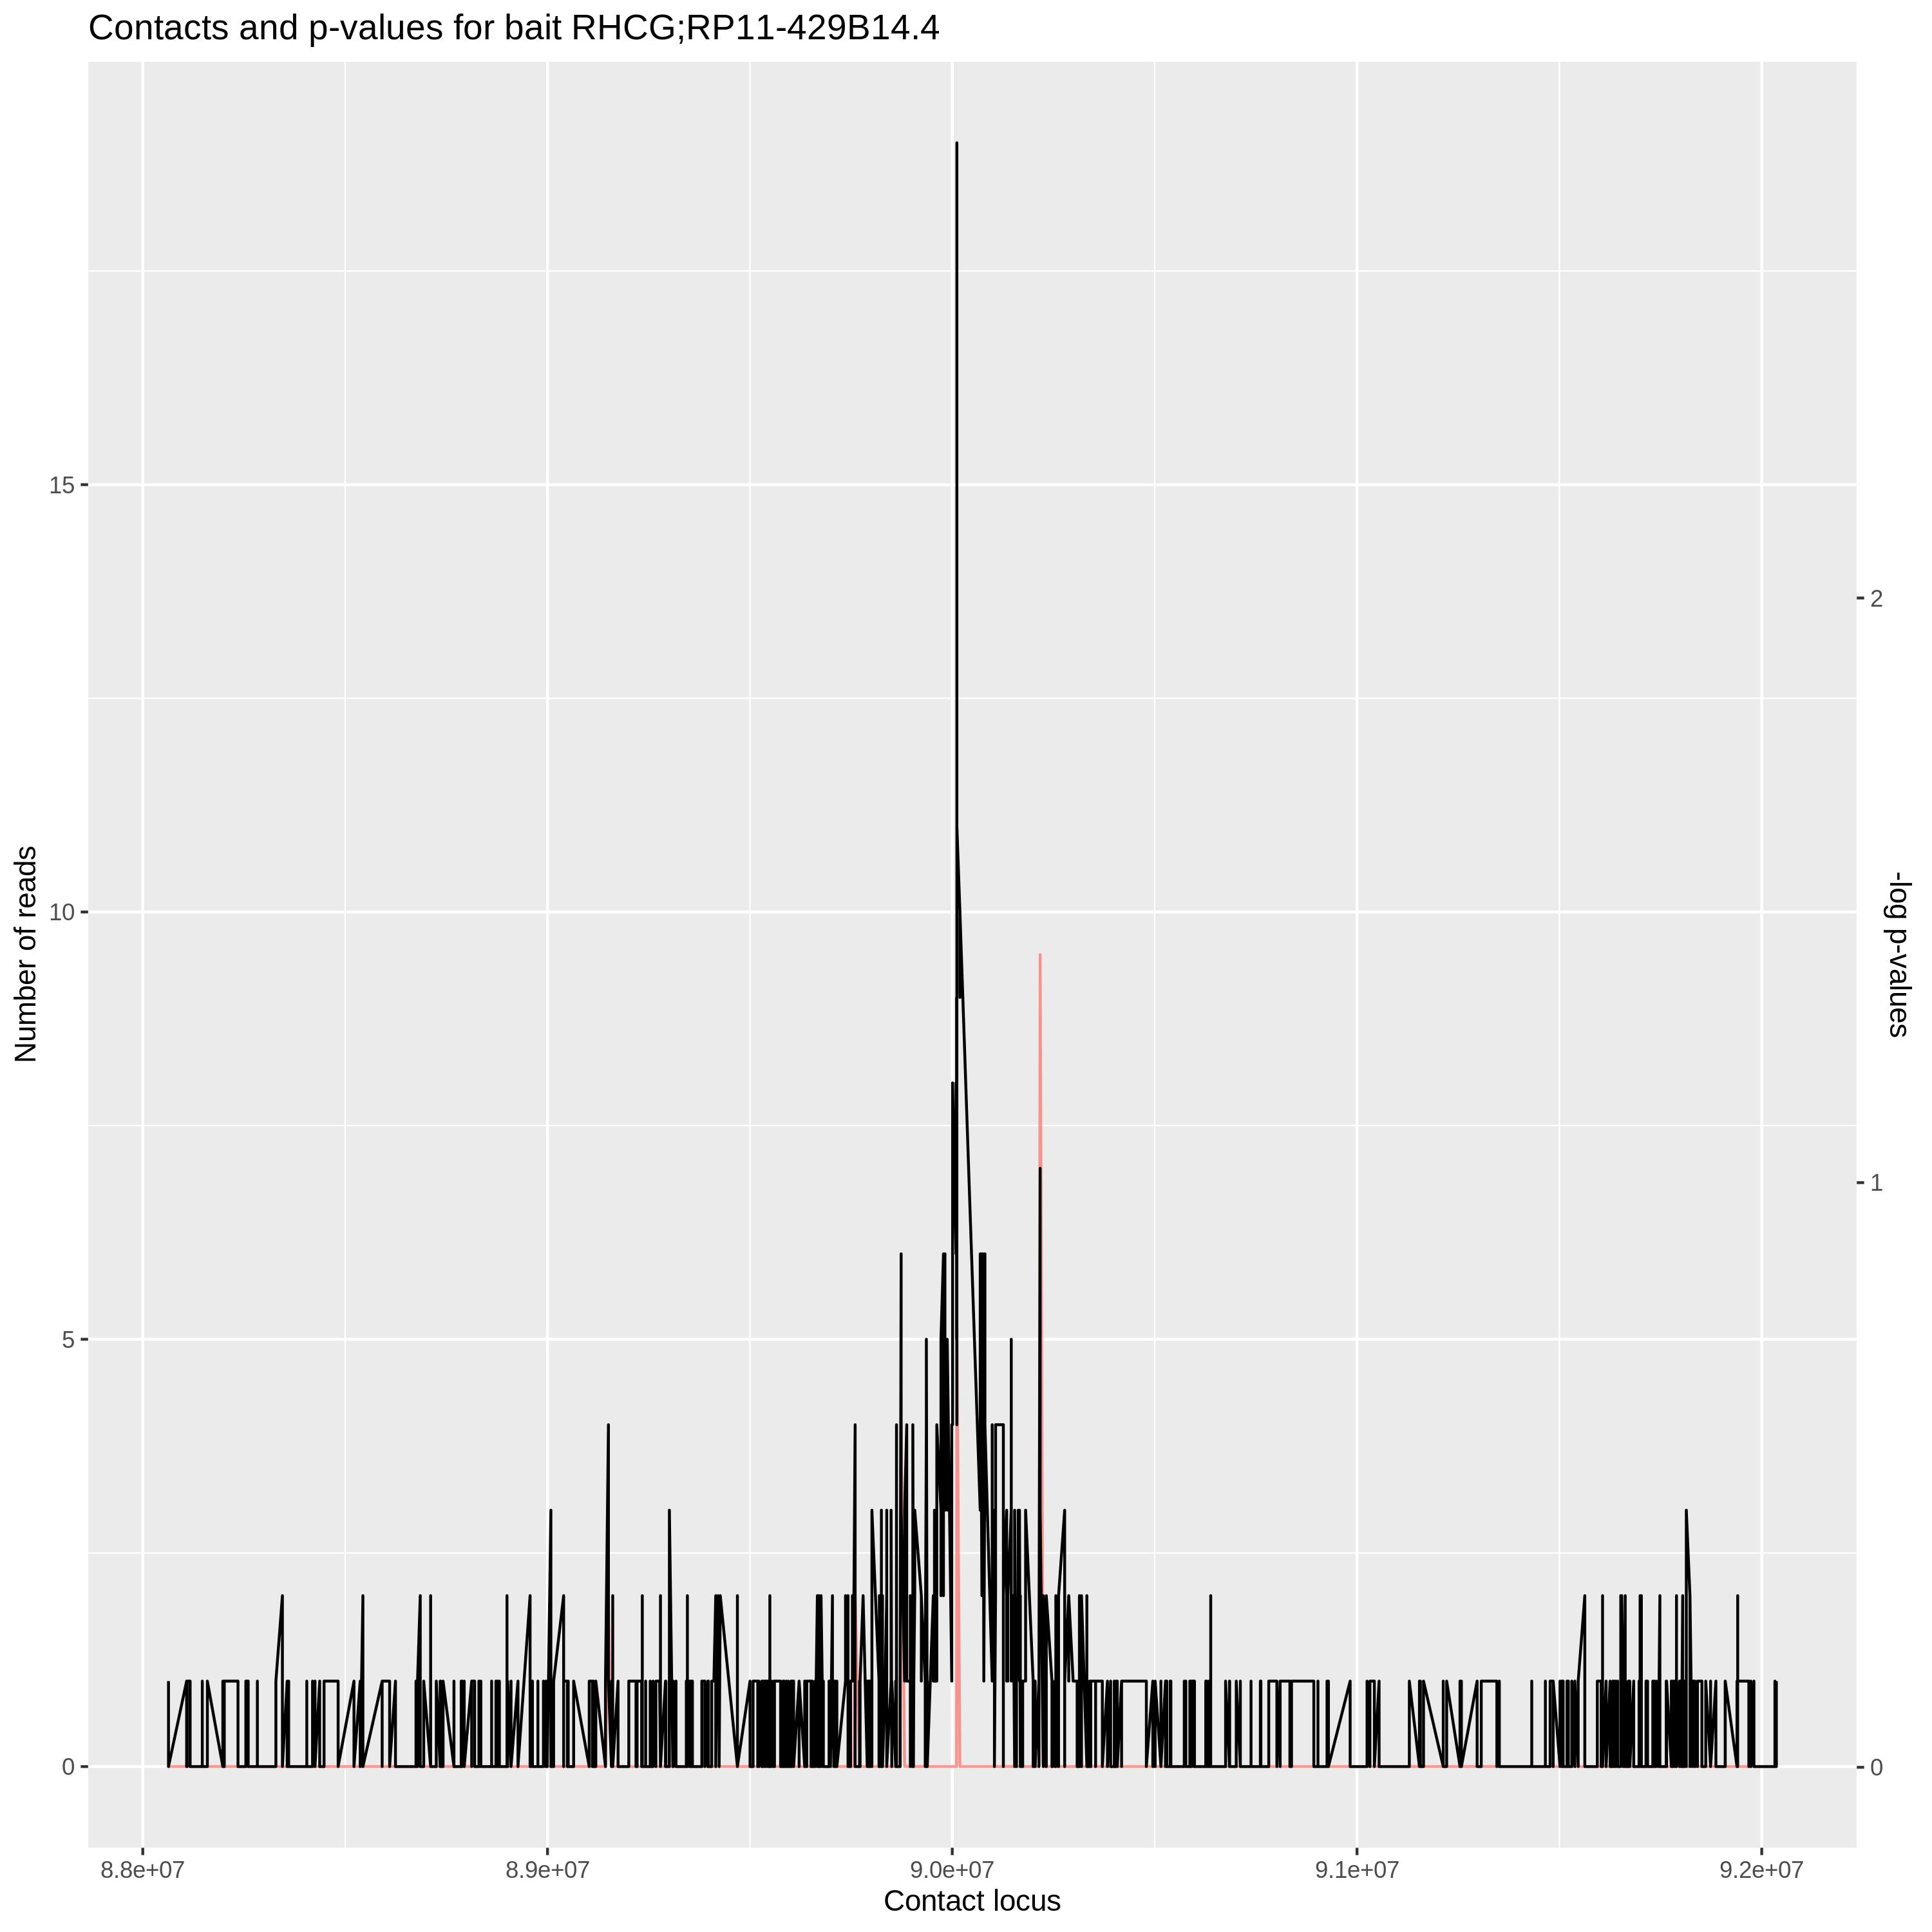 Contacts and p-values for bait RHCG;RP11-429B14.4
Number of reads
15
10
5
0
-log p-values
2
1
0
8.8e+07
8.9e+07
9.0e+07
9.1e+07
9.2e+07
Contact locus